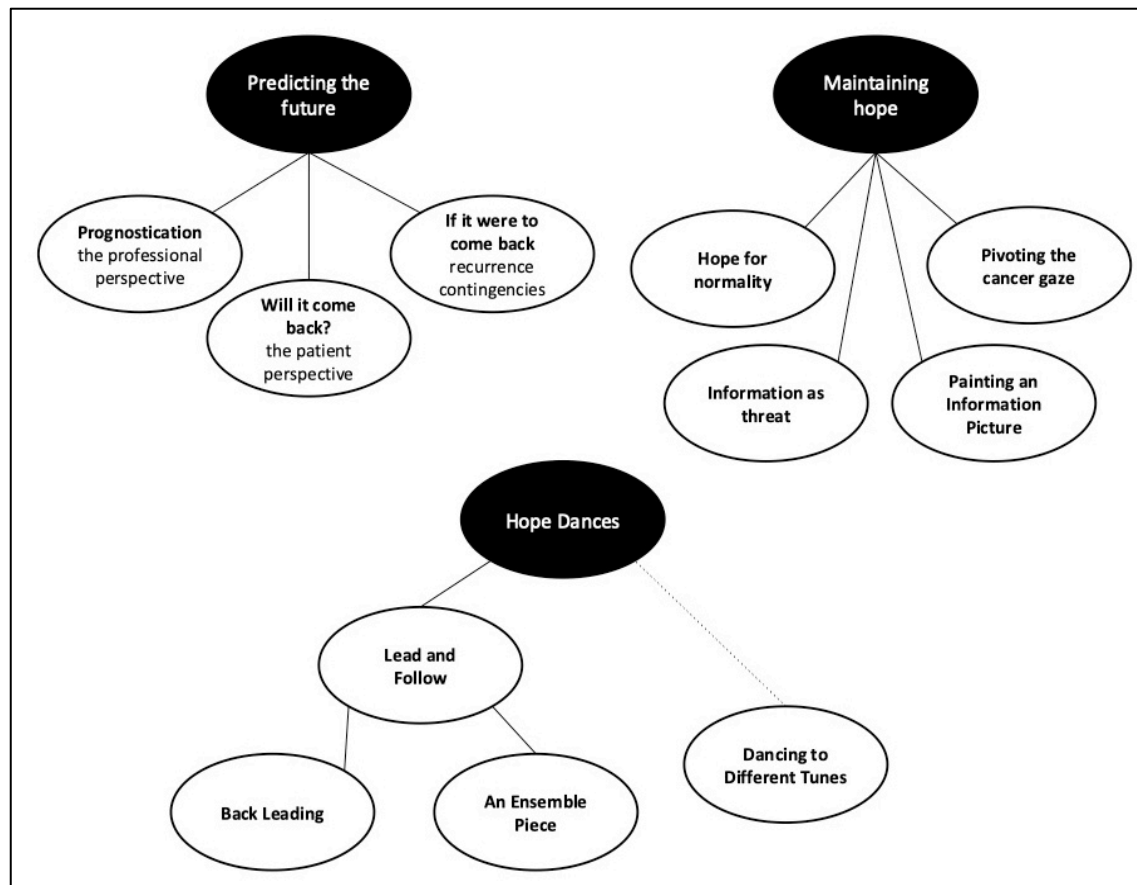 Predicting the
future
Prognostication
the professional
perspective
Will it come
back?
the patient
perspective
If it were to
come back
recurrence
contingencies
Maintaining
hope
Hope for
normality
Information as
threat
Painting an
Information
Picture
Pivoting the
cancer gaze
Hope Dances
Lead and
Follow
Back Leading
An Ensemble
Piece
Dancing to
Different Tunes